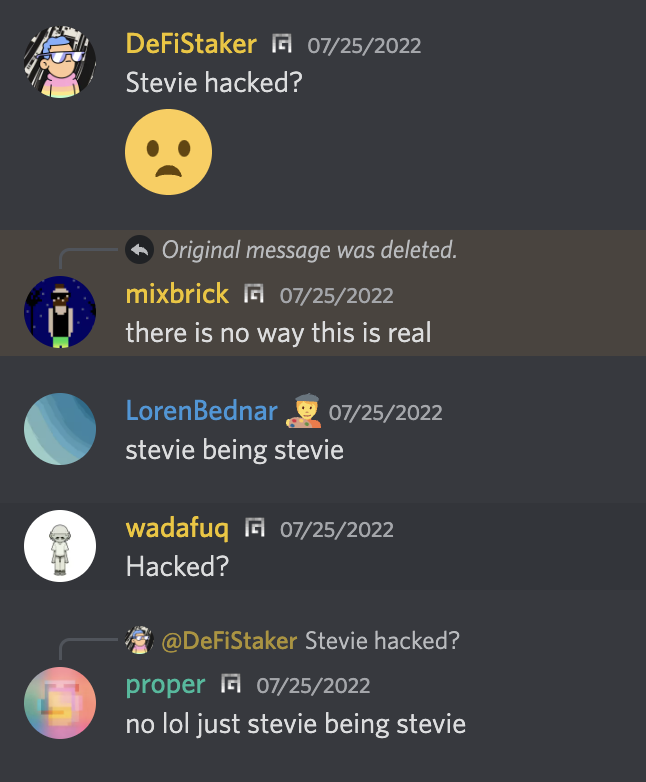 DeFiStaker 07/25/2022
Stevie hacked?
Original message was deleted.
mixbrick 07/25/2022
there is no way this is real
LorenBednar 07/25/2022
stevie being stevie
wadafuq 07/25/2022
Hacked?
@DeFiStaker Stevie hacked?
proper 07/25/2022
no lol just stevie being stevie